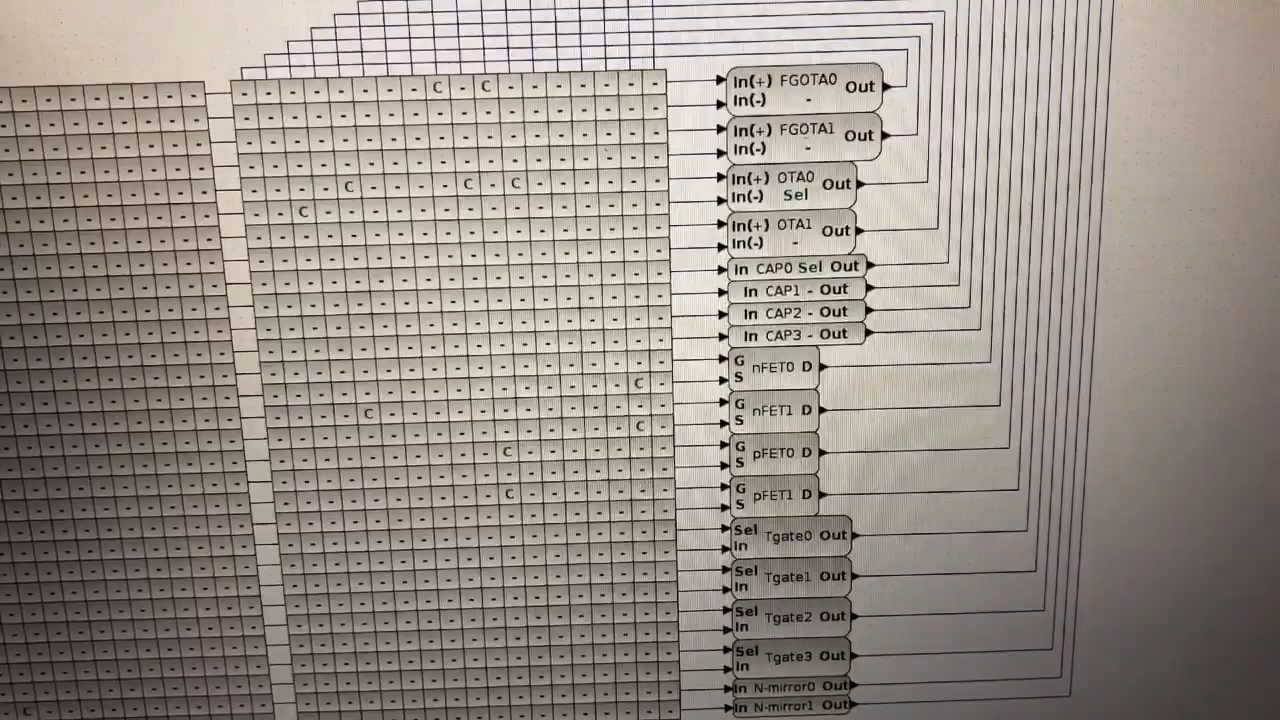 C C
In(+) FGOTA0 Out
In(-) -
In(+) FGOTA1 Out
In(-) -
C C C
In(+) OTA0 Out
In(-) Sel
C
In(+) OTA1 Out
In(-) -
In CAP0 Sel Out
In CAP1 - Out
In CAP2 - Out
In CAP3 - Out
G nFET0 D
S
C
G nFET1 D
S
C
C
G pFET0 D
S
C
G pFET1 D
S
C
Sel Tgate0 Out
In
Sel Tgate1 Out
In
Sel Tgate2 Out
In
Sel Tgate3 Out
In
In N-mirror0 Out
In N-mirror1 Out
C